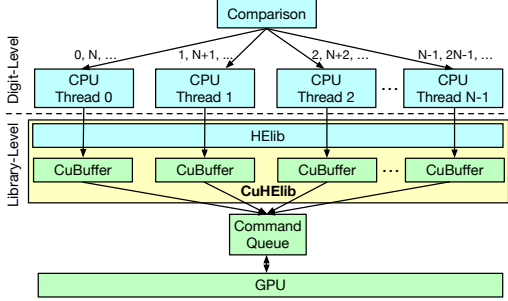 Comparison
0, N, ...
1, N+1, ...
2, N+2, ...
N-1, 2N-1, ...
Digit-Level
CPU
Thread 0
CPU
Thread 1
CPU
Thread 2
...
CPU
Thread N-1
Library-Level
HElib
CuBuffer
CuBuffer
CuBuffer
...
CuBuffer
CuHElib
Command
Queue
GPU